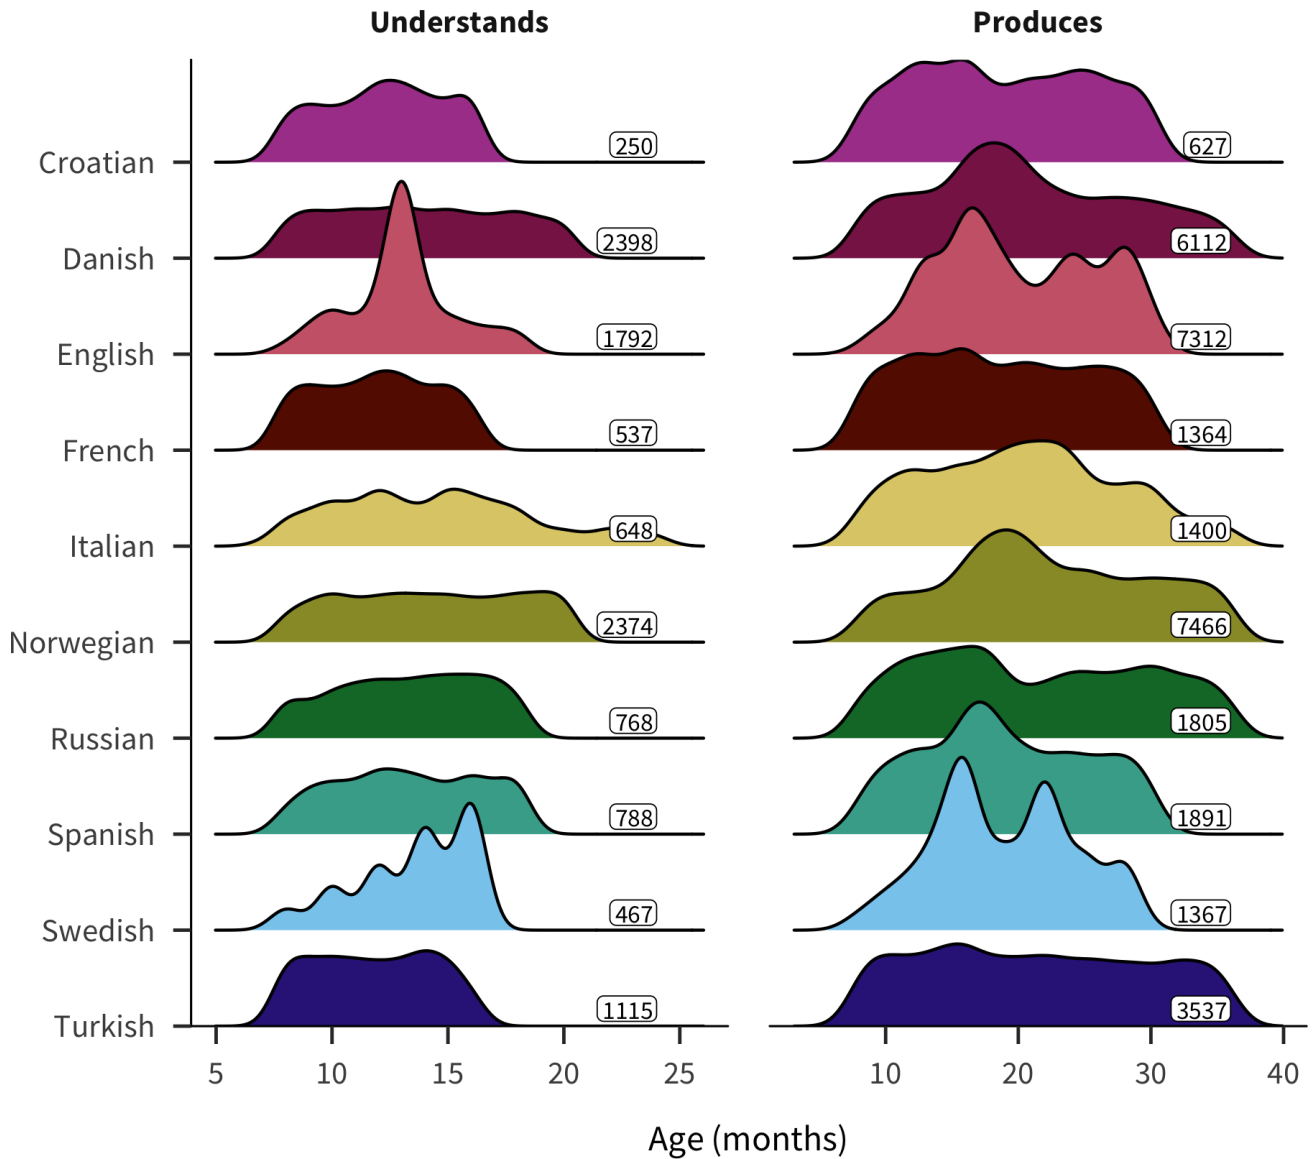 Understands Produces
Croatian 250 627
Danish 2398 6112
English 1792 7312
French 537 1364
Italian 648 1400
Norwegian 2374 7466
Russian 768 1805
Spanish 788 1891
Swedish 467 1367
Turkish 1115 3537
5 10 15 20 25 10 20 30 40
Age (months)